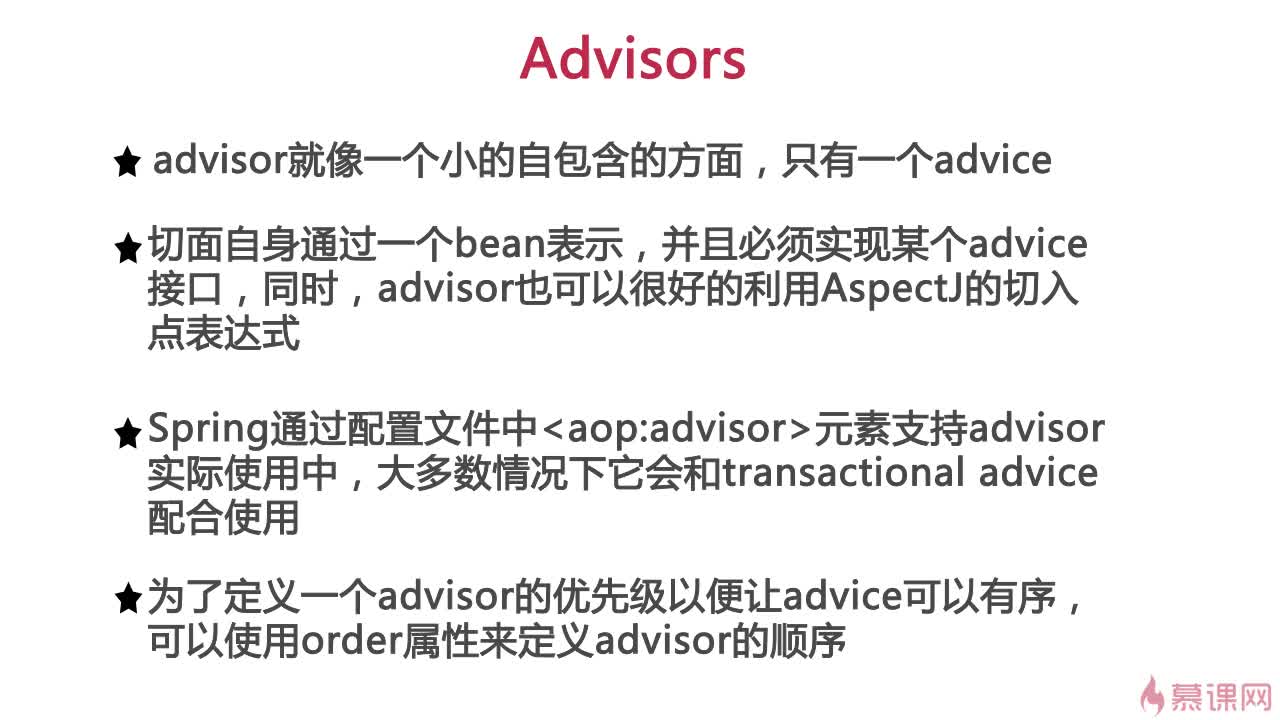 Advisors
advisor就像一个小的自包含的方面，只有一个advice
切面自身通过一个bean表示，并且必须实现某个advice
接口，同时，advisor也可以很好的利用AspectJ的切入
点表达式
Spring通过配置文件中<aop:advisor>元素支持advisor
实际使用中，大多数情况下它会和transactional advice
配合使用
为了定义一个advisor的优先级以便让advice可以有序，
可以使用order属性来定义advisor的顺序
慕课网